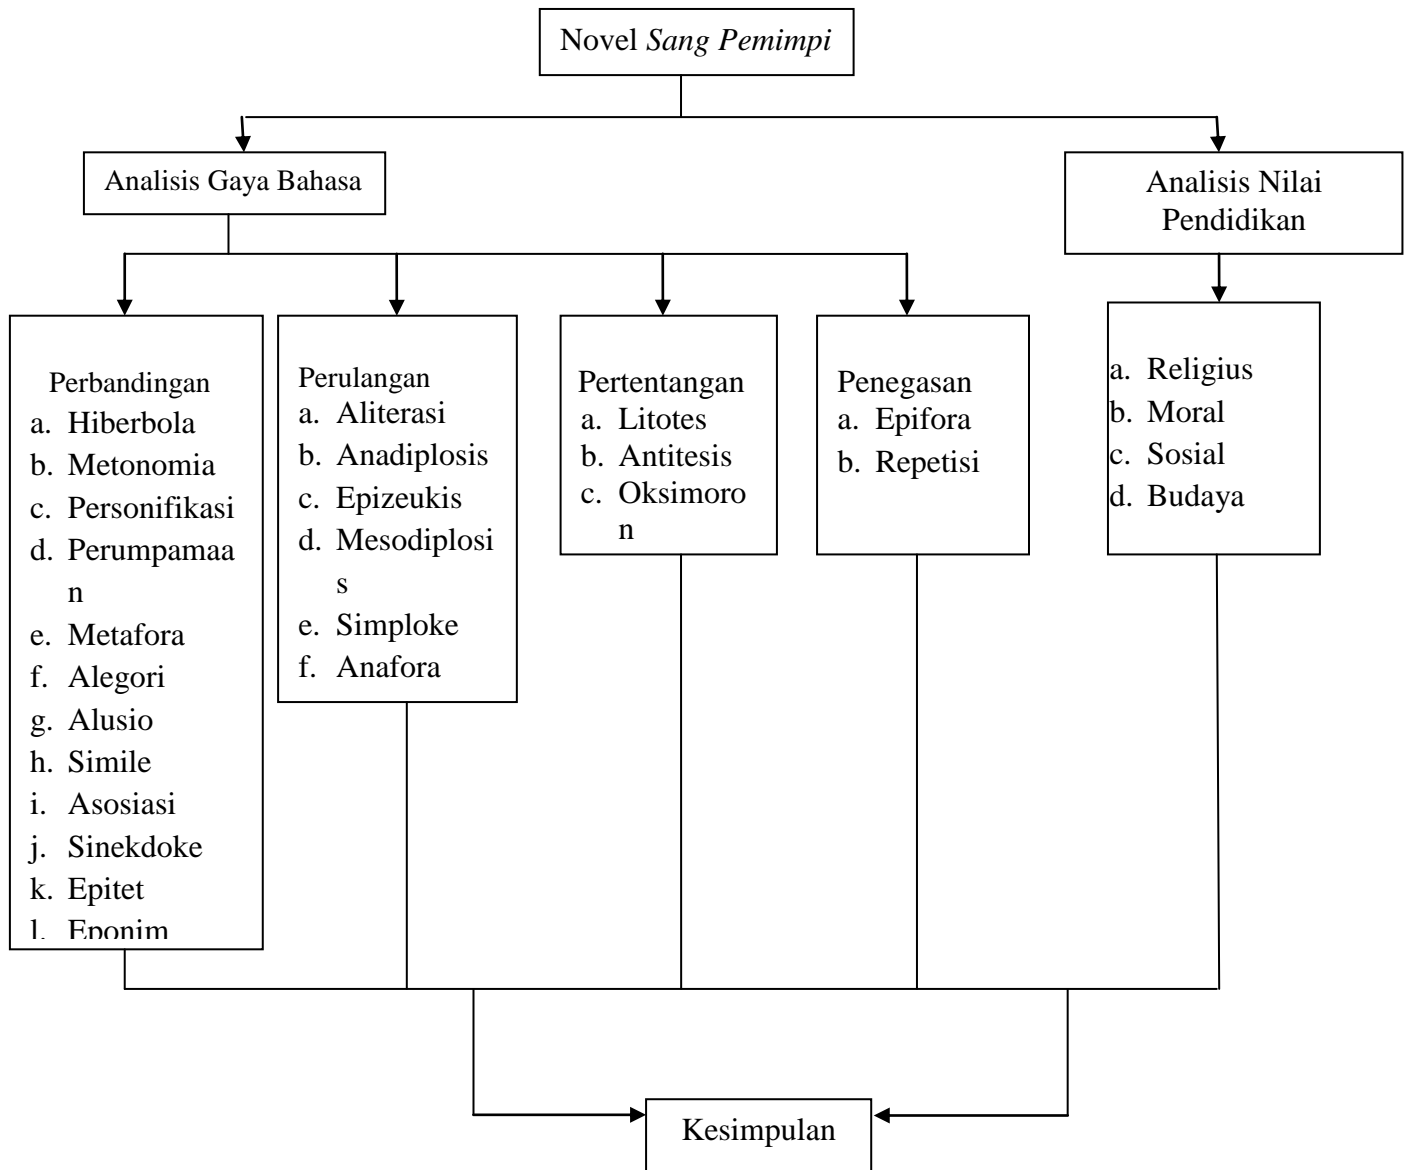 Novel Sang Pemimpi
Analisis Gaya Bahasa
Analisis Nilai
Pendidikan
Perbandingan
a. Hiberbola
b. Metonomia
c. Personifikasi
d. Perumpamaa
n
e. Metafora
f. Alegori
g. Alusio
h. Simile
i. Asosiasi
j. Sinekdoke
k. Epitet
l. Eponim
Perulangan
a. Aliterasi
b. Anadiplosis
c. Epizeukis
d. Mesodiplosi
s
e. Simploke
f. Anafora
Pertentangan
a. Litotes
b. Antitesis
c. Oksimoro
n
Penegasan
a. Epifora
b. Repetisi
a. Religius
b. Moral
c. Sosial
d. Budaya
Kesimpulan